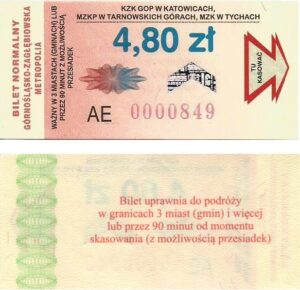 KZK GOP W KATOWICACH,
MZKP W TARNOWSKICH GÓRACH, MZK W TYCHACH
BILET NORMALNY
GÓRNOŚLĄSKO-ZAGŁĘBIOWSKA
METROPOLIA
WAŻNY W 3 MIASTACH (GMINACH) LUB
PRZEZ 90 MINUT Z MOŻLIWOŚCIĄ
PRZESIADEK
4,80 zł
AE 0000849
TU
KASOWAĆ
Bilet uprawnia do podróży
w granicach 3 miast (gmin) i więcej
lub przez 90 minut od momentu
skasowania (z możliwością przesiadek)